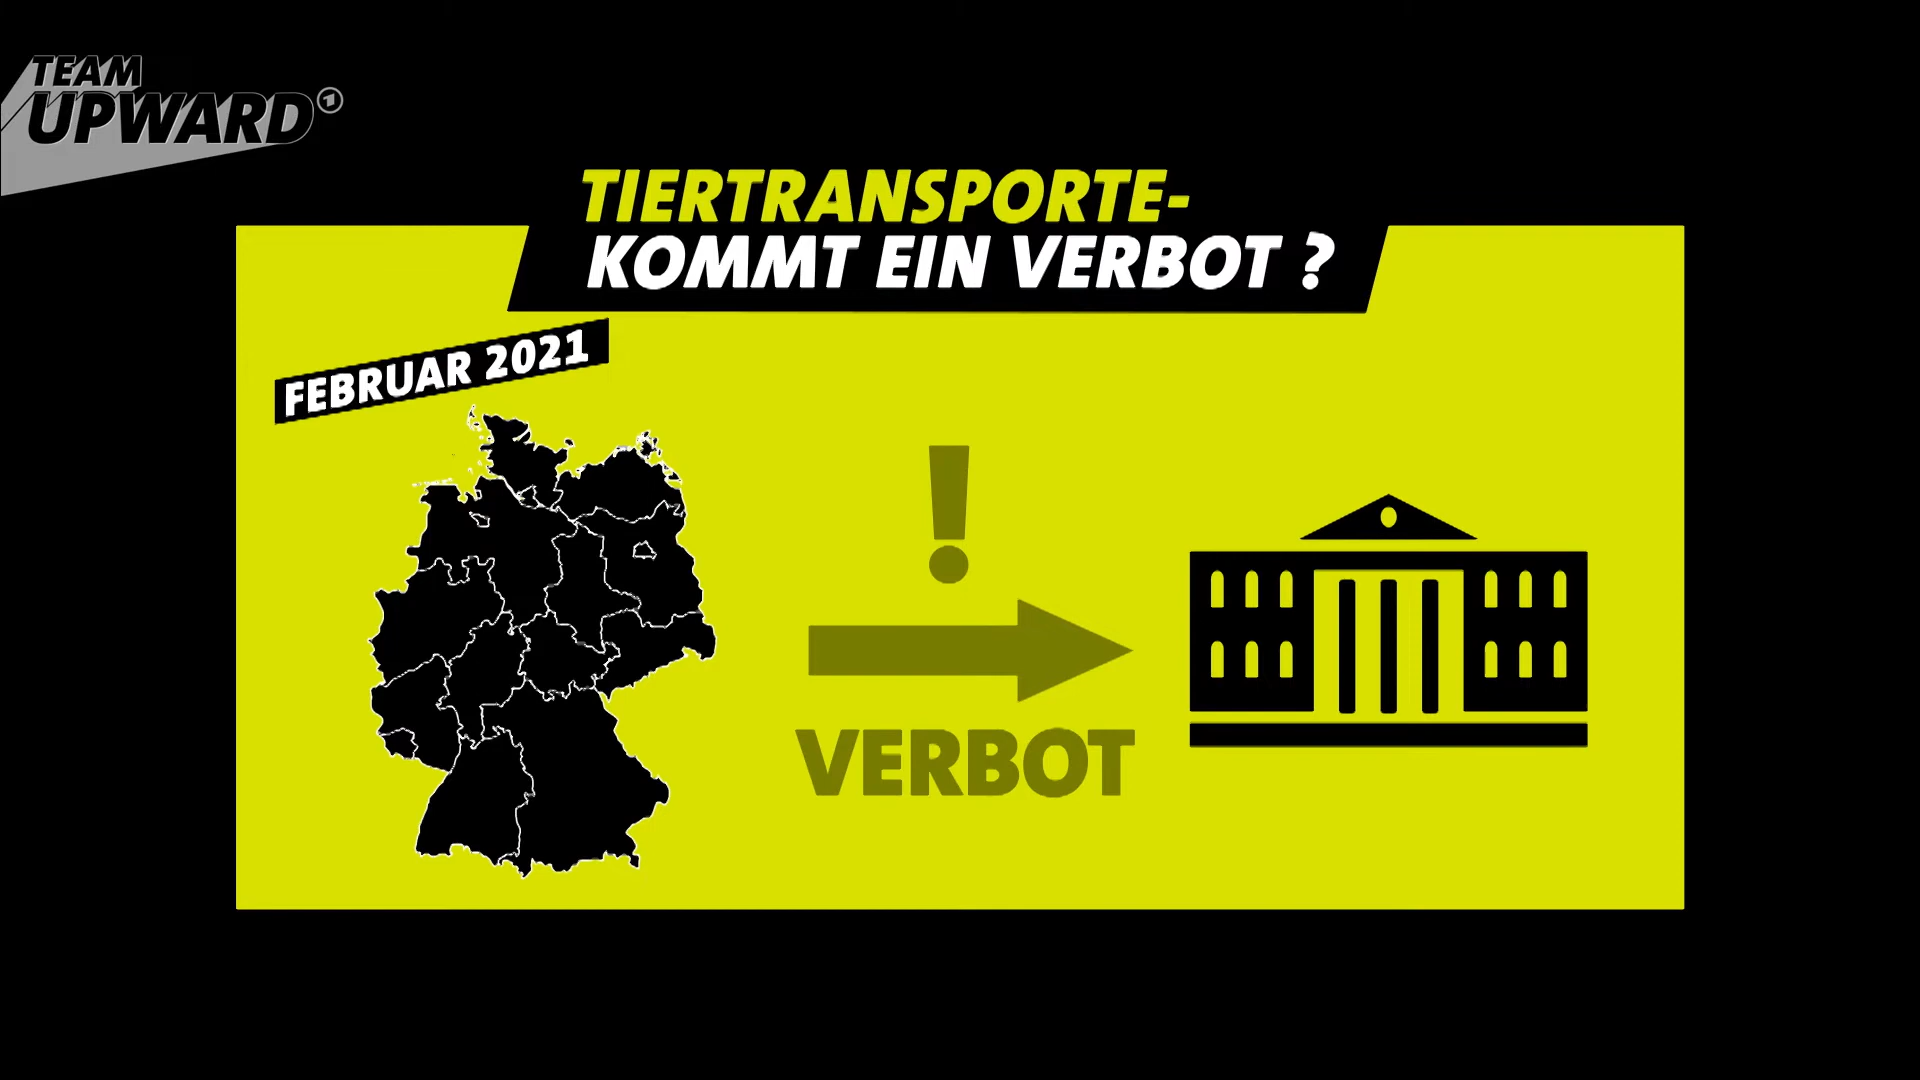 TEAM
UPWARD
TIERTRANSPORTE-
KOMMT EIN VERBOT ?
FEBRUAR 2021
!
VERBOT